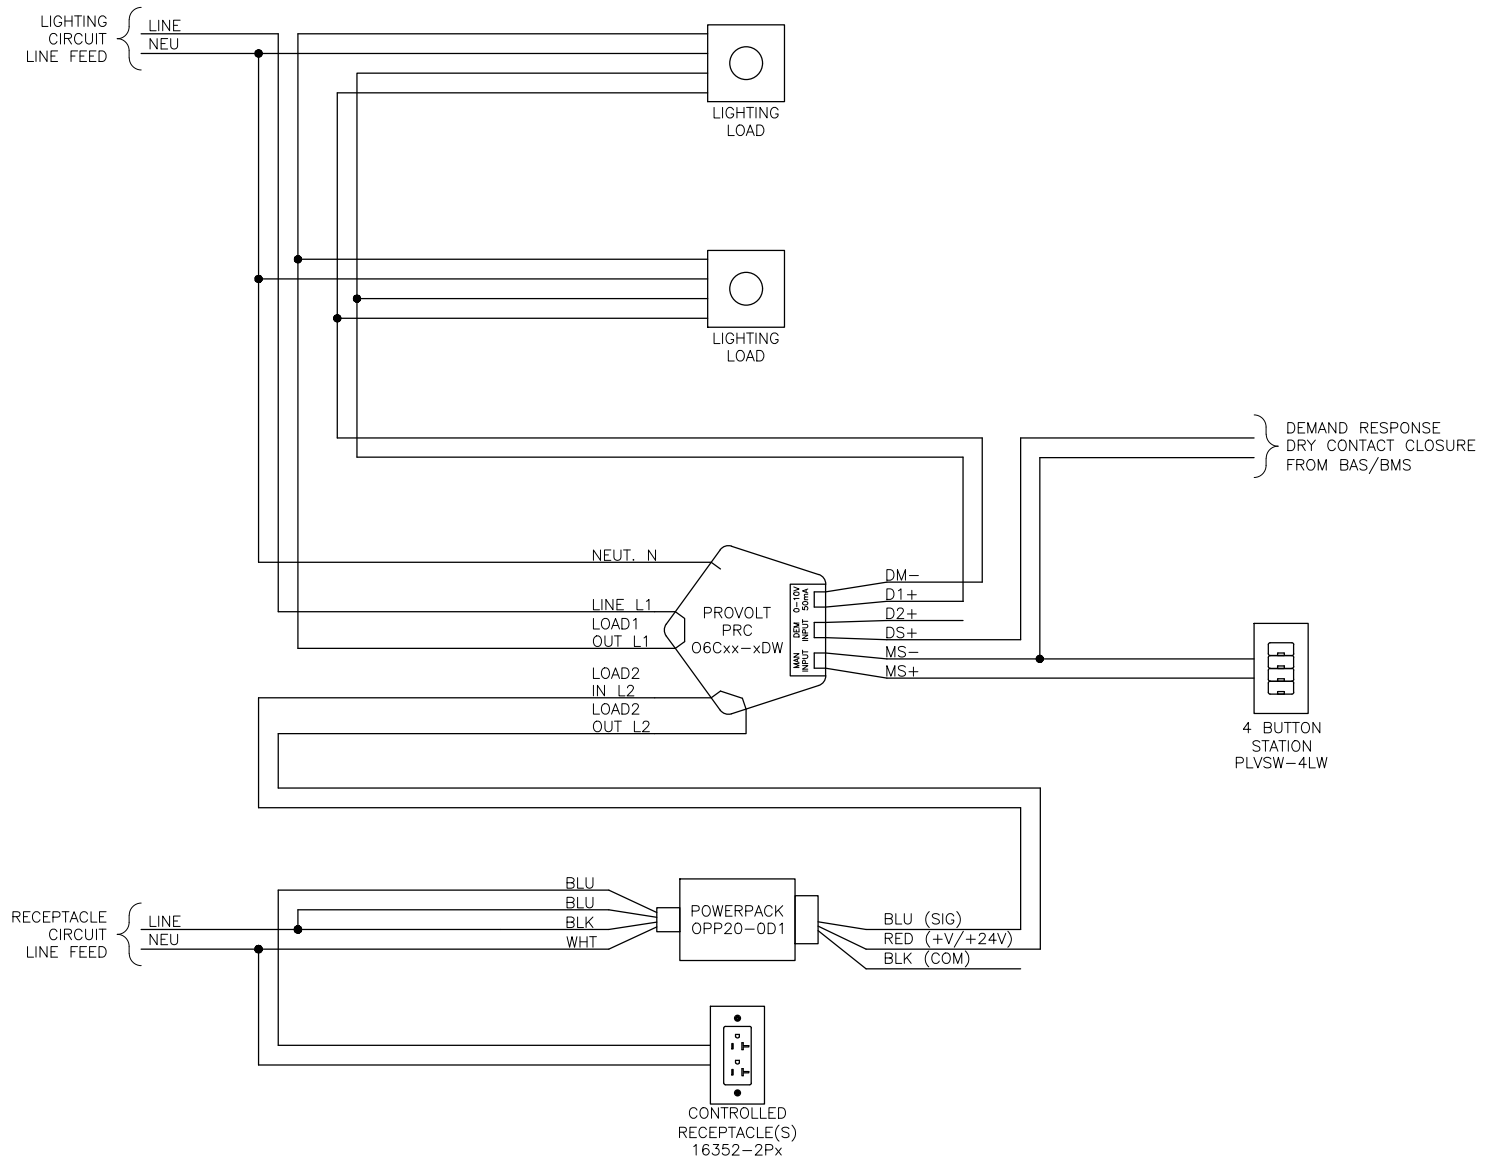 LIGHTING
CIRCUIT
LINE FEED
LINE
NEU
LIGHTING
LOAD
LIGHTING
LOAD
DEMAND RESPONSE
DRY CONTACT CLOSURE
FROM BAS/BMS
NEUT. N
LINE L1
LOAD1
OUT L1
LOAD2
IN L2
LOAD2
OUT L2
PROVOLT
PRC
O6Cxx-xDW
0-10V
50mA
DEM
INPUT
MAN
INPUT
DM-
D1+
D2+
DS+
MS-
MS+
4 BUTTON
STATION
PLVSW-4LW
RECEPTACLE
CIRCUIT
LINE FEED
LINE
NEU
BLU
BLU
BLK
WHT
POWERPACK
OPP20-0D1
BLU (SIG)
RED (+V/+24V)
BLK (COM)
CONTROLLED
RECEPTACLE(S)
16352-2Px